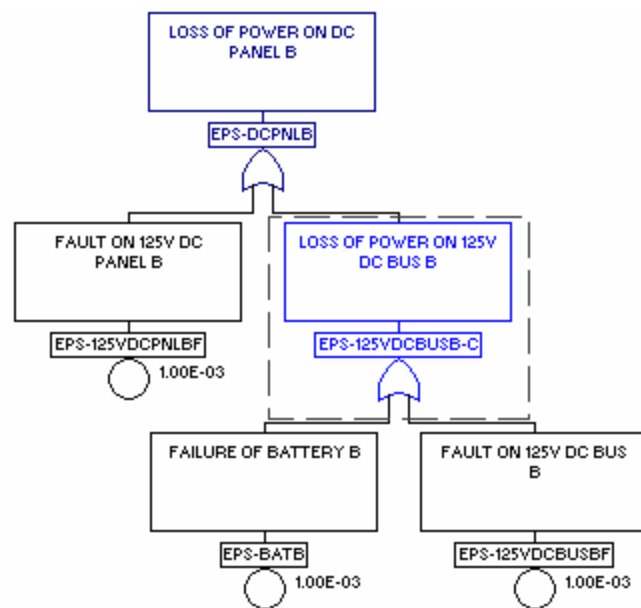 LOSS OF POWER ON DC
PANEL B
EPS-DCPNLB
FAULT ON 125V DC
PANEL B
EPS-125VDCPNLBF
1.00E-03
LOSS OF POWER ON 125V
DC BUS B
EPS-125VDCBUSB-C
FAILURE OF BATTERY B
EPS-BATB
1.00E-03
FAULT ON 125V DC BUS
B
EPS-125VDCBUSBF
1.00E-03